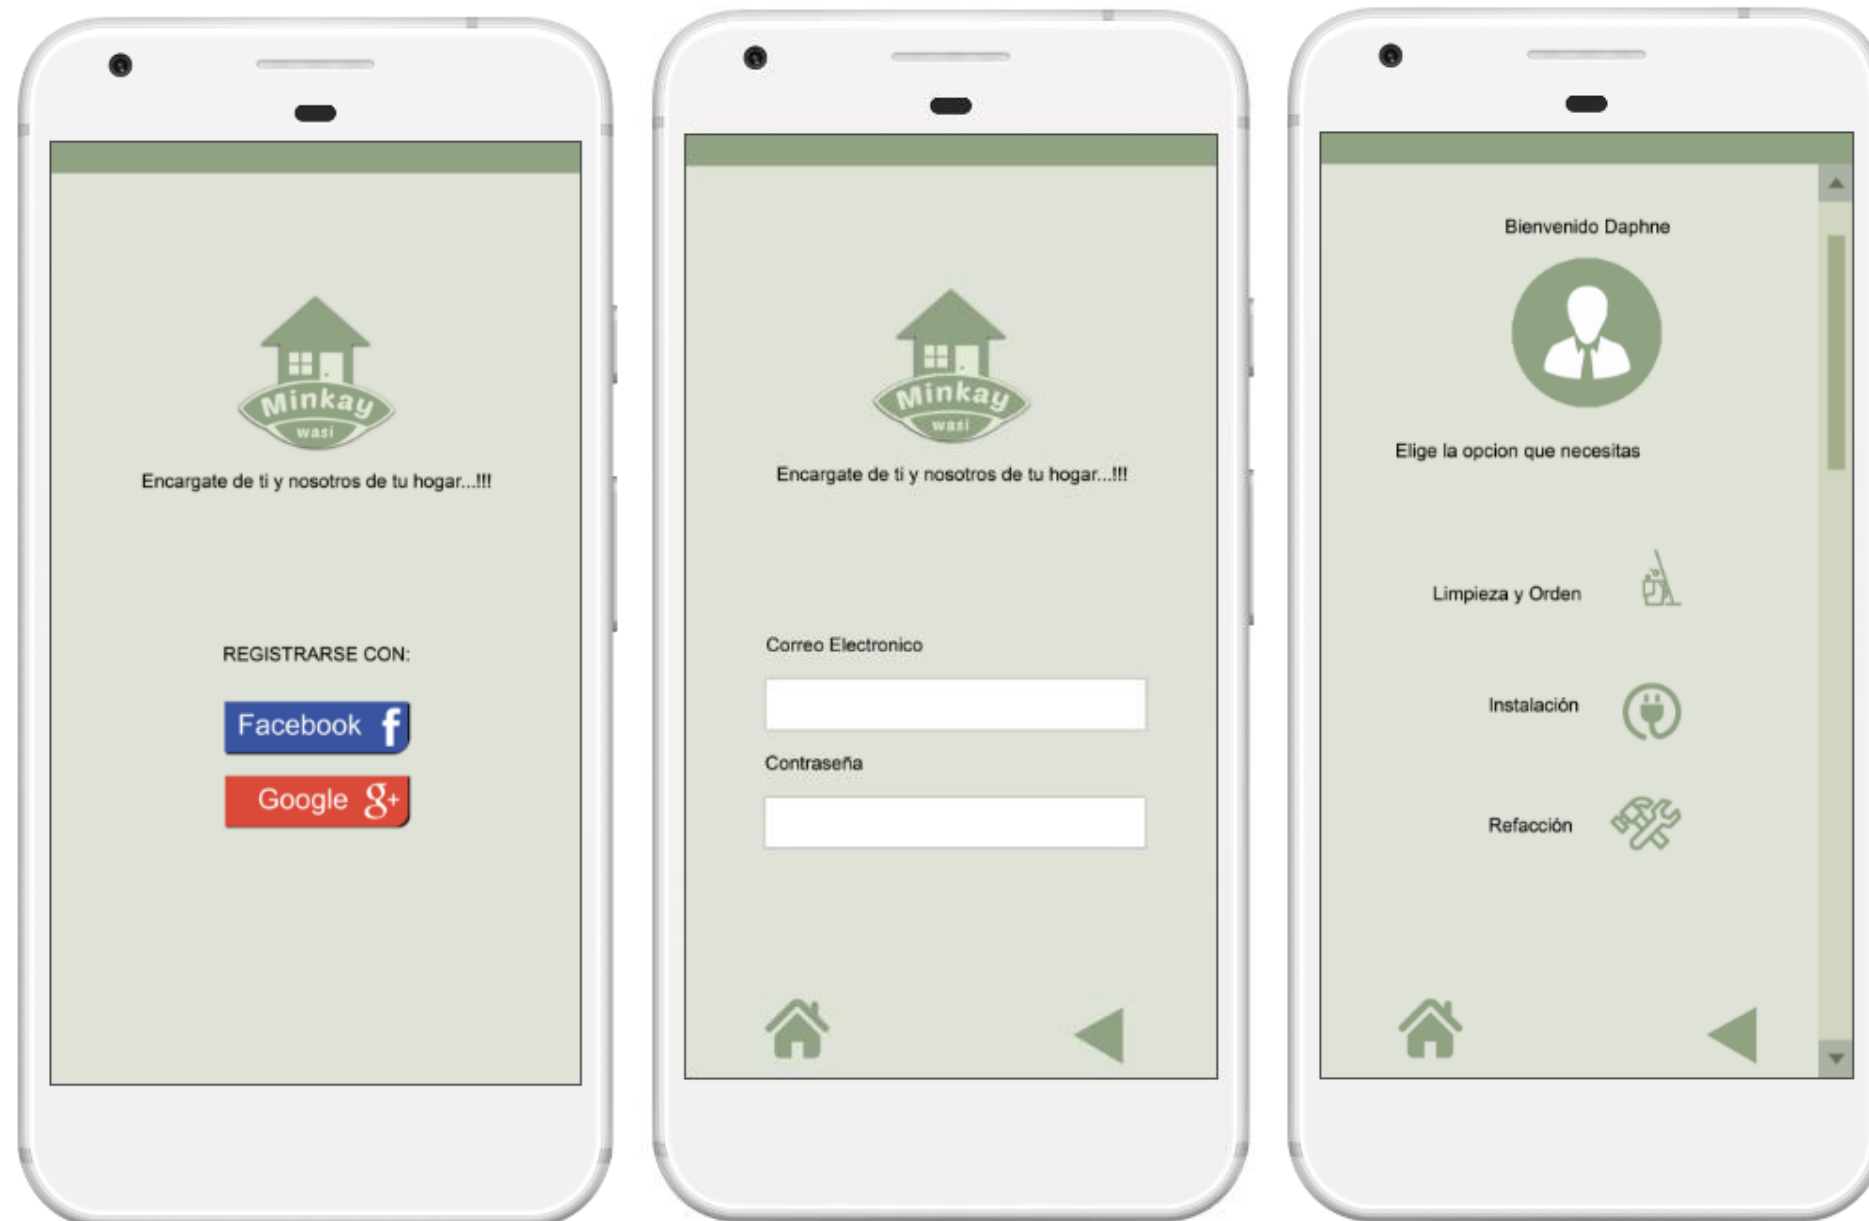 Minkay
wasi
Encargate de ti y nosotros de tu hogar...!!!
REGISTRARSE CON:
Facebook f
Google g+
Minkay
wasi
Encargate de ti y nosotros de tu hogar...!!!
Correo Electronico
Contraseña
Bienvenido Daphne
Elige la opcion que necesitas
Limpieza y Orden
Instalación
Refacción